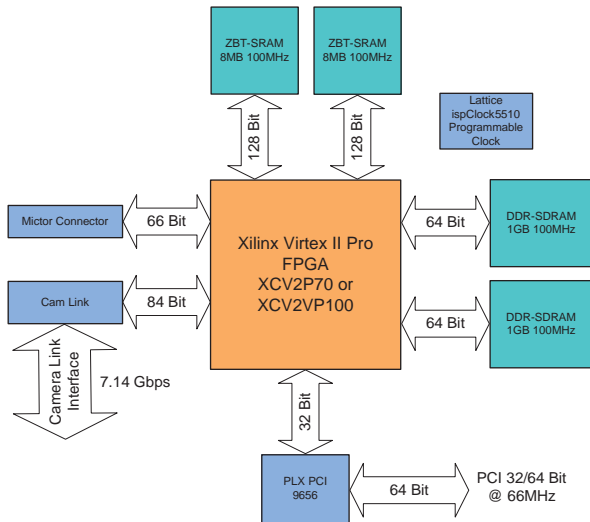 ZBT-SRAM
8MB 100MHz
ZBT-SRAM
8MB 100MHz
Lattice
ispClock5510
Programmable
Clock
128 Bit
128 Bit
Mictor Connector
66 Bit
Xilinx Virtex II Pro
FPGA
XCV2P70 or
XCV2VP100
64 Bit
DDR-SDRAM
1GB 100MHz
Cam Link
84 Bit
64 Bit
DDR-SDRAM
1GB 100MHz
Camera Link
Interface
7.14 Gbps
32 Bit
PLX PCI
9656
64 Bit
PCI 32/64 Bit
@ 66MHz